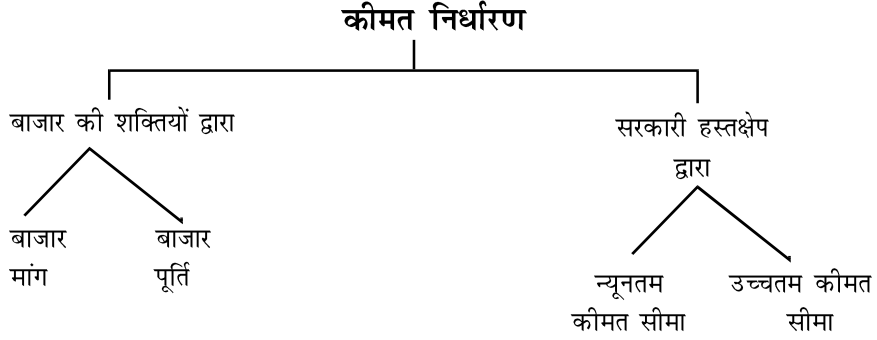 कीमत निर्धारण
बाजार की शक्तियों द्वारा
सरकारी हस्तक्षेप
द्वारा
बाजार
मांग
बाजार
पूर्ति
न्यूनतम
कीमत सीमा
उच्चतम कीमत
सीमा